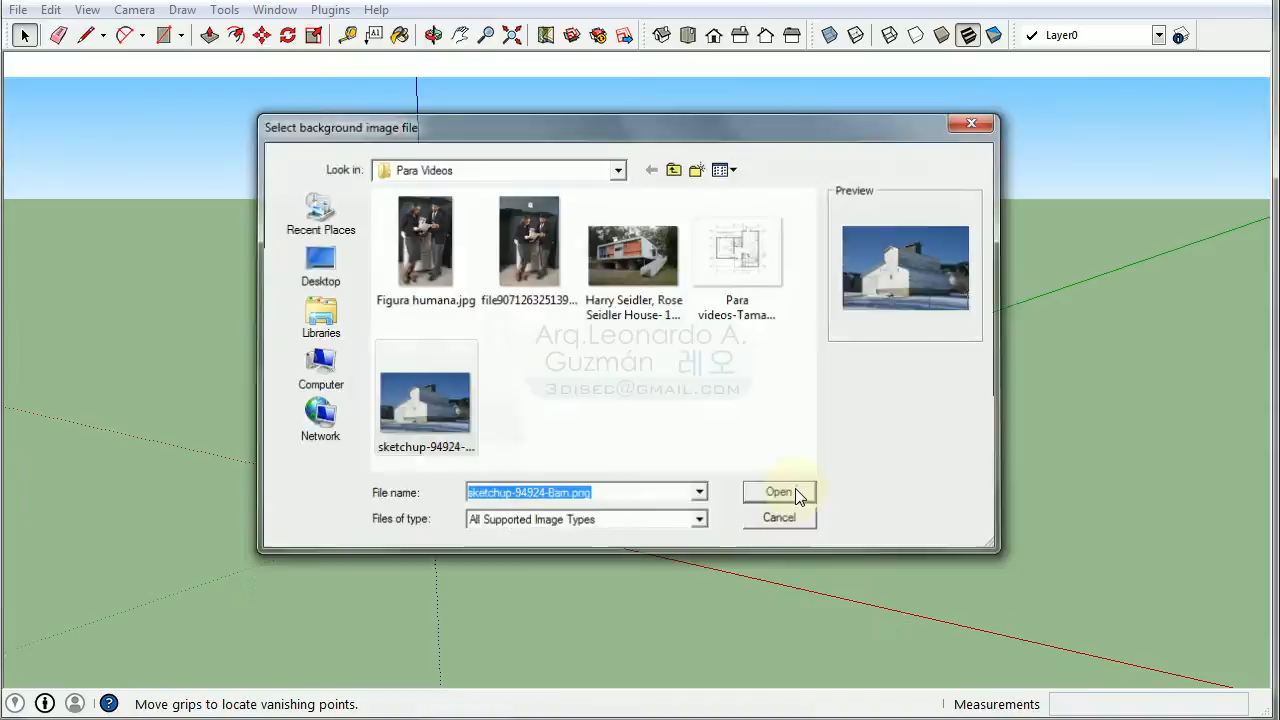 File Edit View Camera Draw Tools Window Plugins Help
Layer0
Select background image file
Look in: Para Videos
Preview
Recent Places
Desktop
Libraries
Computer
Network
Figura humana.jpg
file907126325139...
Harry Seidler, Rose
Seidler House- 1...
Para
videos-Tama...
Arq.Leonardo A.
Guzmán 레오
3DJSEC@GMAIL.COM
sketchup-94924-...
File name: sketchup-94924-Bam.png Open
Files of type: All Supported Image Types Cancel
Move grips to locate vanishing points. Measurements